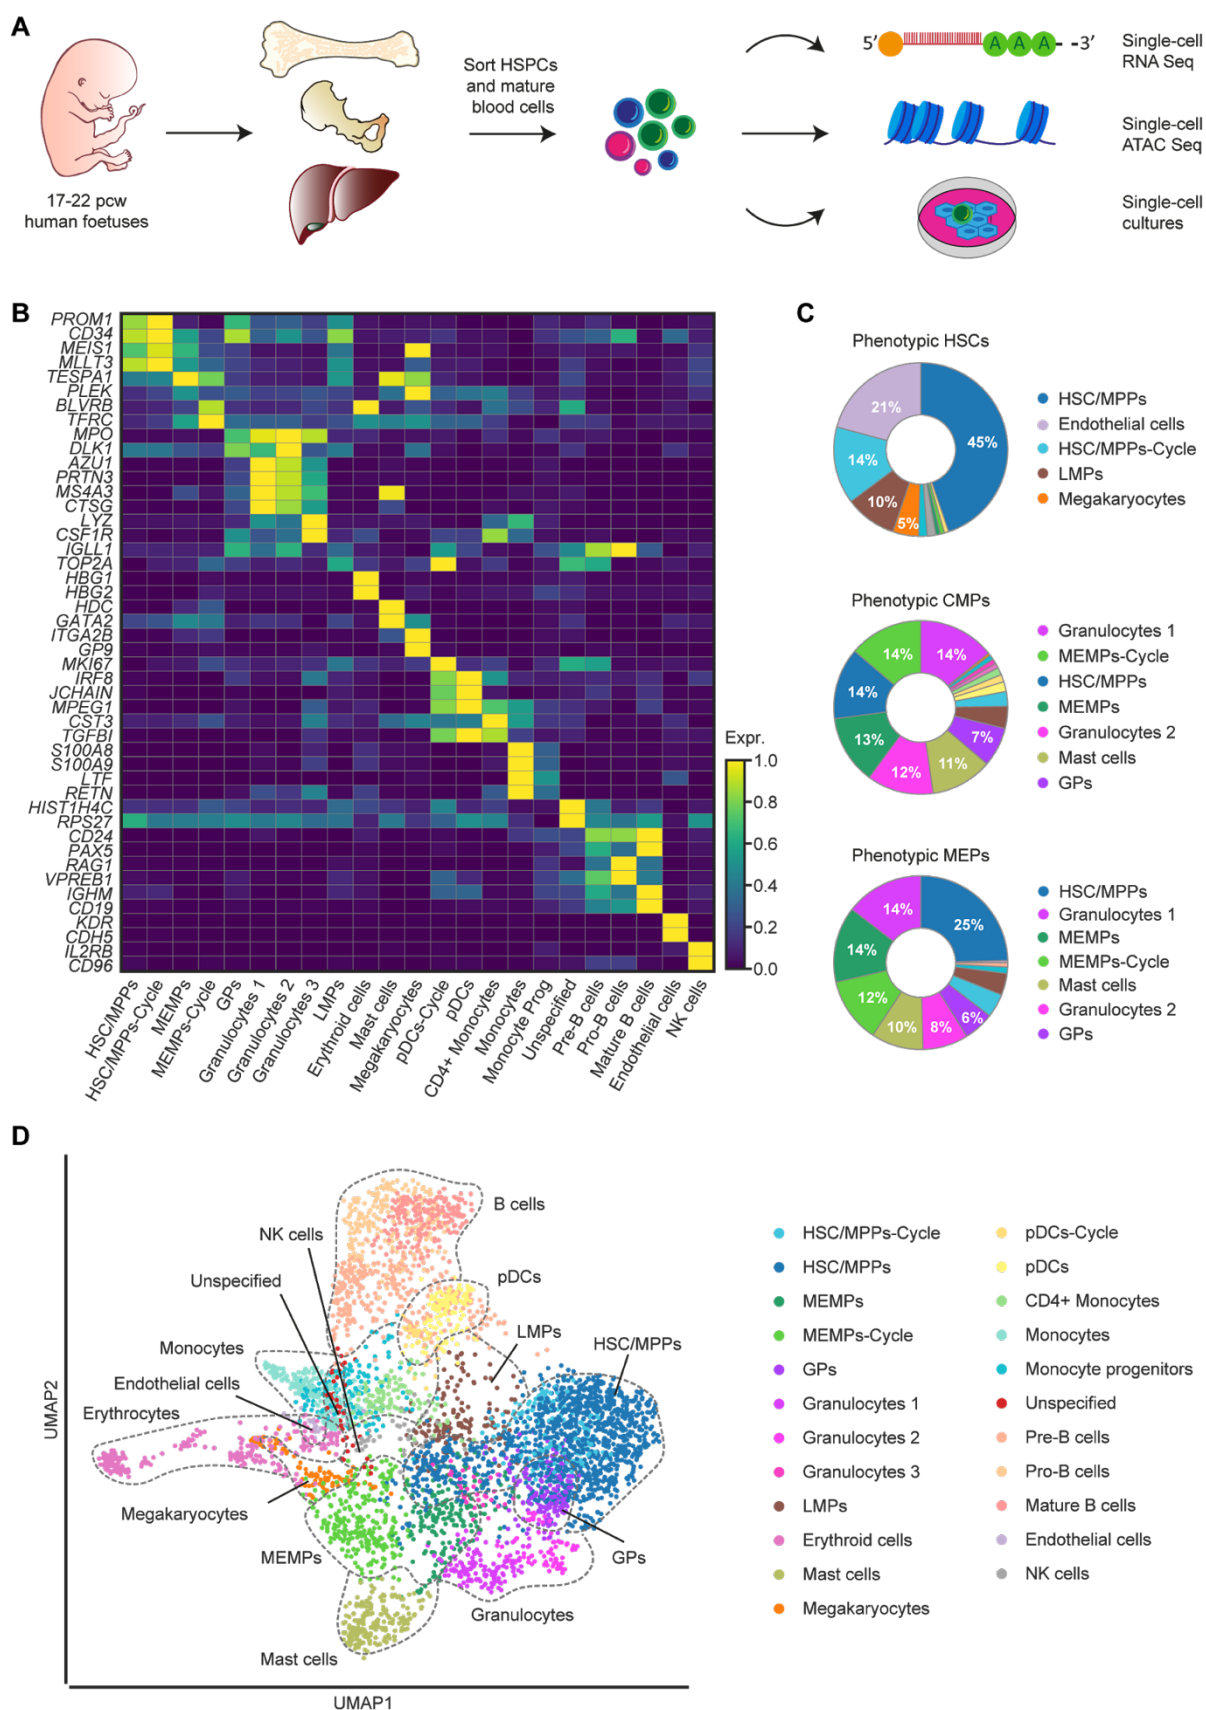 A
17-22 pcw
human foetuses
Sort HSPCs
and mature
blood cells
5’
A A A
-3’
Single-cell
RNA Seq
Single-cell
ATAC Seq
Single-cell
cultures
B
PROM1
CD34
MEIS1
MLLT3
TESPA1
PLEK
BLVRB
TFRC
MPO
DLK1
AZU1
PRTN3
MS4A3
CTSG
LYZ
CSF1R
IGLL1
TOP2A
HBG1
HBG2
HDC
GATA2
ITGA2B
GP9
MKI67
IRF8
JCHAIN
MPEG1
CST3
TGFBI
S100A8
S100A9
LTF
RETN
HIST1H4C
RPS27
CD24
PAX5
RAG1
VPREB1
IGHM
CD19
KDR
CDH5
IL2RB
CD96
HSC/MPPs
HSC/MPPs-Cycle
MEMPs
MEMPs-Cycle
GPs
Granulocytes 1
Granulocytes 2
Granulocytes 3
LMPs
Erythroid cells
Mast cells
Megakaryocytes
pDCs-Cycle
pDCs
CD4+ Monocytes
Monocytes
Monocyte Prog
Unspecified
Pre-B cells
Pro-B cells
Mature B cells
Endothelial cells
NK cells
Expr.
1.0
0.8
0.6
0.4
0.2
0.0
C
Phenotypic HSCs
45%
21%
14%
10%
5%
HSC/MPPs
Endothelial cells
HSC/MPPs-Cycle
LMPs
Megakaryocytes
Phenotypic CMPs
14%
14%
14%
13%
12%
11%
7%
Granulocytes 1
MEMPs-Cycle
HSC/MPPs
MEMPs
Granulocytes 2
Mast cells
GPs
Phenotypic MEPs
25%
14%
14%
12%
10%
8%
6%
HSC/MPPs
Granulocytes 1
MEMPs
MEMPs-Cycle
Mast cells
Granulocytes 2
GPs
D
UMAP2
UMAP1
B cells
NK cells
Unspecified
pDCs
LMPs
HSC/MPPs
Monocytes
Endothelial cells
Erythrocytes
Megakaryocytes
MEMPs
GPs
Granulocytes
Mast cells
HSC/MPPs-Cycle
HSC/MPPs
MEMPs
MEMPs-Cycle
GPs
Granulocytes 1
Granulocytes 2
Granulocytes 3
LMPs
Erythroid cells
Mast cells
Megakaryocytes
pDCs-Cycle
pDCs
CD4+ Monocytes
Monocytes
Monocyte progenitors
Unspecified
Pre-B cells
Pro-B cells
Mature B cells
Endothelial cells
NK cells